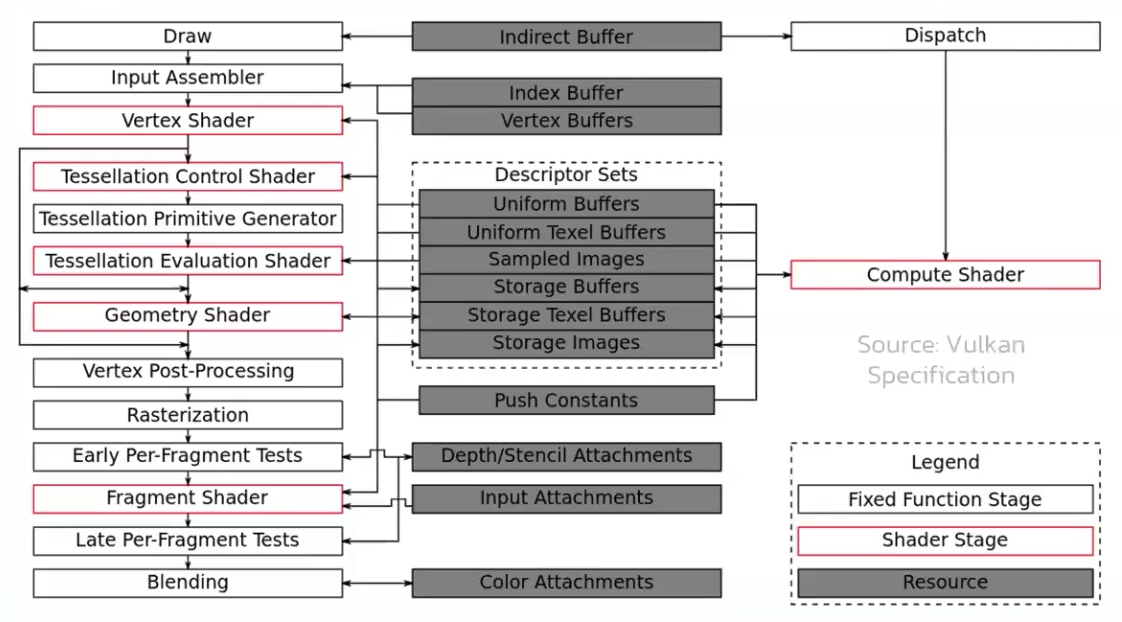 Draw
Input Assembler
Vertex Shader
Tessellation Control Shader
Tessellation Primitive Generator
Tessellation Evaluation Shader
Geometry Shader
Vertex Post-Processing
Rasterization
Early Per-Fragment Tests
Fragment Shader
Late Per-Fragment Tests
Blending
Indirect Buffer
Index Buffer
Vertex Buffers
Descriptor Sets
Uniform Buffers
Uniform Texel Buffers
Sampled Images
Storage Buffers
Storage Texel Buffers
Storage Images
Push Constants
Depth/Stencil Attachments
Input Attachments
Color Attachments
Dispatch
Compute Shader
Source: Vulkan
Specification
Legend
Fixed Function Stage
Shader Stage
Resource